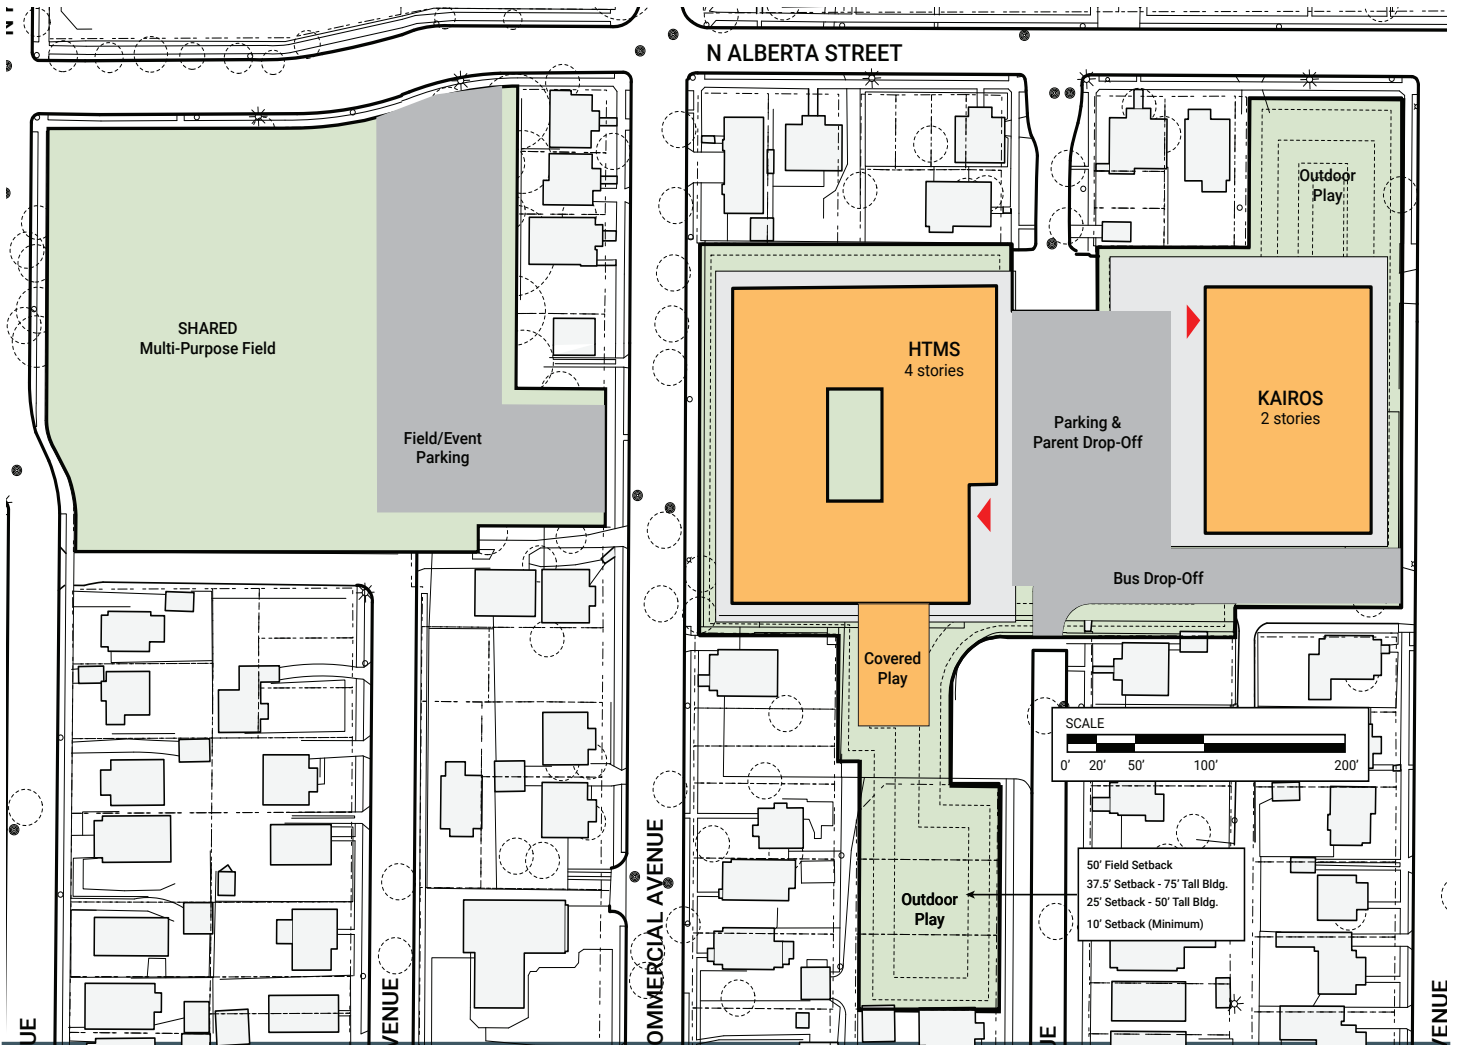 N ALBERTA STREET
Outdoor
Play
SHARED
Multi-Purpose Field
HTMS
4 stories
KAIROS
2 stories
Parking &
Parent Drop-Off
Field/Event
Parking
Bus Drop-Off
Covered
Play
SCALE
0' 20' 50' 100' 200'
50' Field Setback
37.5' Setback - 75' Tall Bldg.
25' Setback - 50' Tall Bldg.
10' Setback (Minimum)
Outdoor
Play
OMMERCIAL AVENUE
UE
VENUE
UE
VENUE